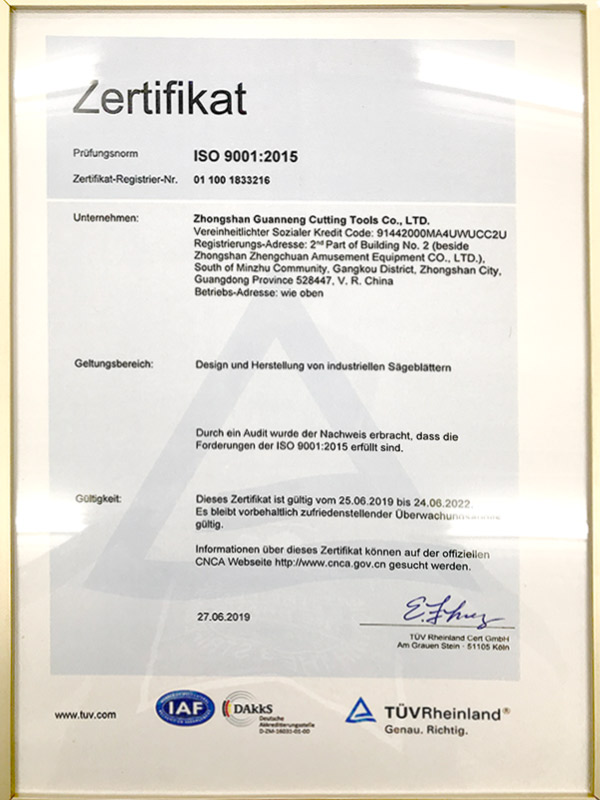 Zertifikat
Prüfungsnorm ISO 9001:2015
Zertifikat-Registrier-Nr. 01 100 1833216
Unternehmen: Zhongshan Guanneng Cutting Tools Co., LTD.
Vereinheitlichter Sozialer Kredit Code: 91442000MA4UWUCC2U
Registrierungs-Adresse: 2nd Part of Building No. 2 (beside
Zhongshan Zhengchuan Amusement Equipment CO., LTD.),
South of Minzhu Community, Gangkou District, Zhongshan City,
Guangdong Province 528447, V. R. China
Betriebs-Adresse: wie oben
Geltungsbereich: Design und Herstellung von industriellen Sägeblättern
Durch ein Audit wurde der Nachweis erbracht, dass die
Forderungen der ISO 9001:2015 erfüllt sind.
Gültigkeit: Dieses Zertifikat ist gültig vom 25.06.2019 bis 24.06.2022.
Es bleibt vorbehaltlich zufriedenstellender
gültig.
Informationen über dieses Zertifikat können auf der offiziellen
CNCA Webseite http://www.cnca.gov.cn gesucht werden.
27.06.2019
TÜV Rheinland Cert GmbH
Am Grauen Stein · 51105 Köln
www.tuv.com
IAF
DAkkS
Deutsche
Akkreditierungsstelle
D-ZM-16031-01-00
TÜVRheinland®
Genau. Richtig.